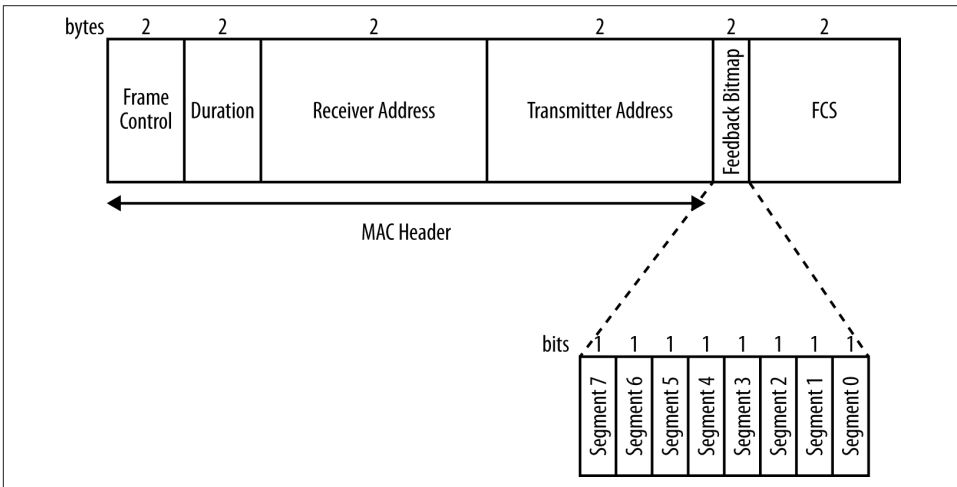 bytes 2 2 2 2 2 2
Frame Control
Duration
Receiver Address
Transmitter Address
Feedback Bitmap
FCS
MAC Header
bits 1 1 1 1 1 1 1 1
Segment 7
Segment 6
Segment 5
Segment 4
Segment 3
Segment 2
Segment 1
Segment 0